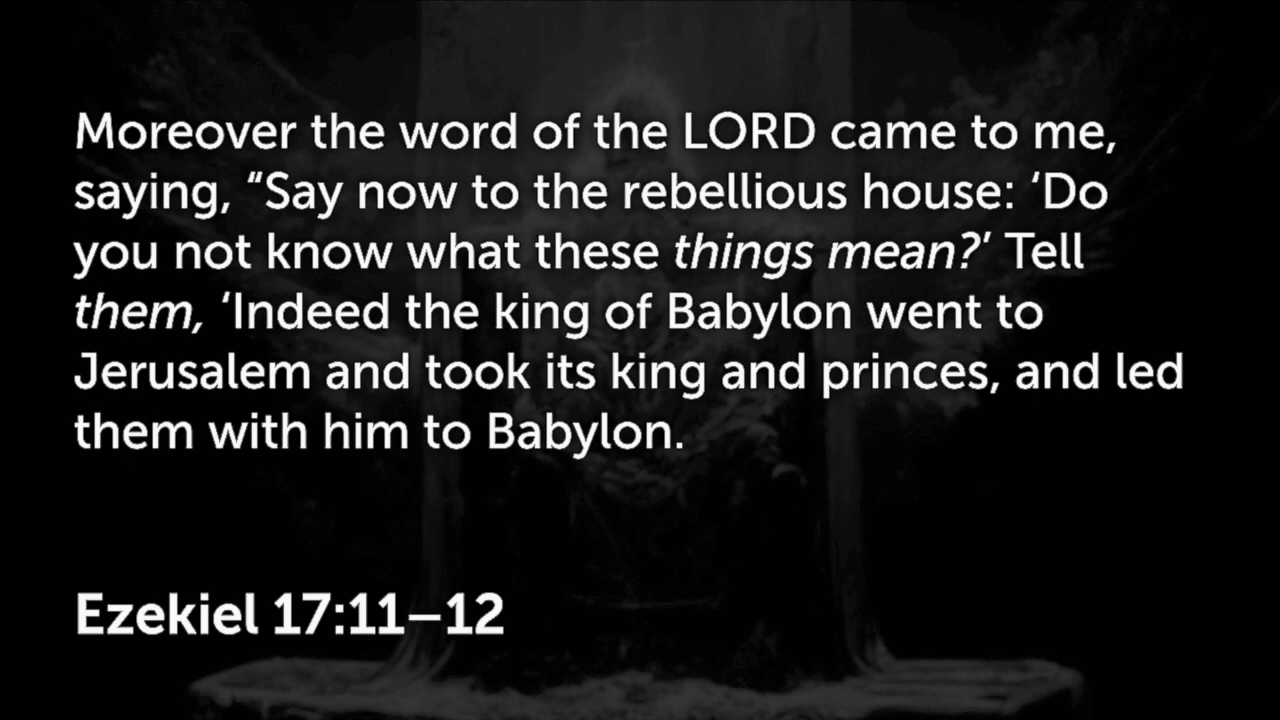 Moreover the word of the LORD came to me,
saying, “Say now to the rebellious house: ‘Do
you not know what these things mean?’ Tell
them, ‘Indeed the king of Babylon went to
Jerusalem and took its king and princes, and led
them with him to Babylon.
Ezekiel 17:11–12